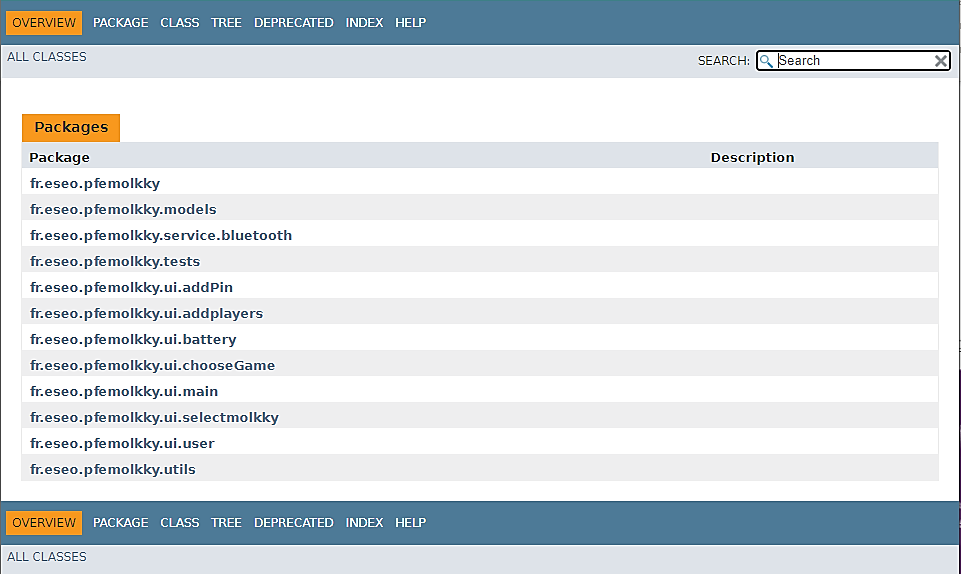 OVERVIEW PACKAGE CLASS TREE DEPRECATED INDEX HELP
ALL CLASSES SEARCH: Search
Packages
Package Description
fr.eseo.pfemolkky
fr.eseo.pfemolkky.models
fr.eseo.pfemolkky.service.bluetooth
fr.eseo.pfemolkky.tests
fr.eseo.pfemolkky.ui.addPin
fr.eseo.pfemolkky.ui.addplayers
fr.eseo.pfemolkky.ui.battery
fr.eseo.pfemolkky.ui.chooseGame
fr.eseo.pfemolkky.ui.main
fr.eseo.pfemolkky.ui.selectmolkky
fr.eseo.pfemolkky.ui.user
fr.eseo.pfemolkky.utils
OVERVIEW PACKAGE CLASS TREE DEPRECATED INDEX HELP
ALL CLASSES